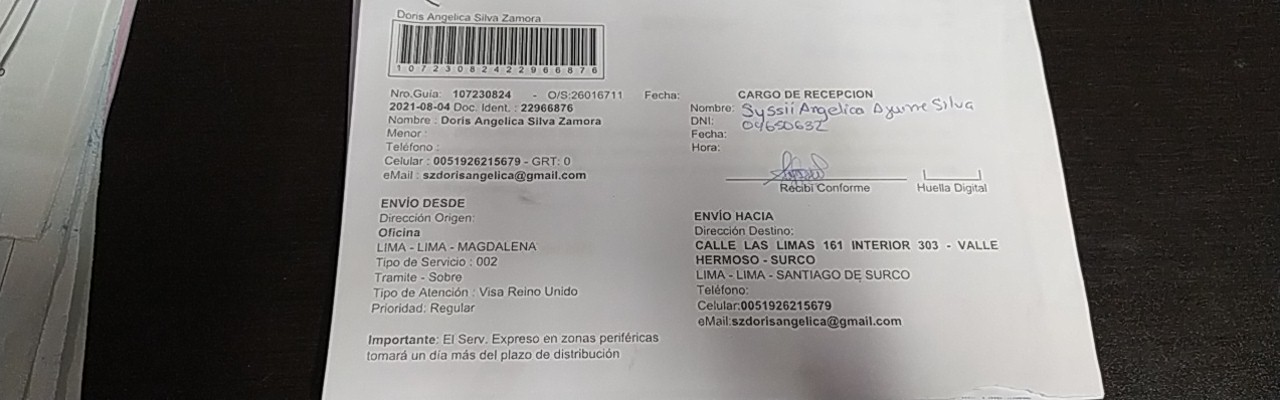 Doris Angelica Silva Zamora
10723082422966876
Nro.Guia: 107230824 - O/S:26016711 Fecha:
2021-08-04 Doc. Ident. : 22966876
Nombre : Doris Angelica Silva Zamora
Menor :
Teléfono :
Celular : 0051926215679 - GRT: 0
eMail : szdorisangelica@gmail.com
CARGO DE RECEPCION
Nombre: Syssii Angelica Silva
DNI: 04650632
Fecha:
Hora:
Recibi Conforme
Huella Digital
ENVÍO DESDE
Dirección Origen:
Oficina
LIMA - LIMA - MAGDALENA
Tipo de Servicio : 002
Tramite - Sobre
Tipo de Atención : Visa Reino Unido
Prioridad: Regular
ENVÍO HACIA
Dirección Destino:
CALLE LAS LIMAS 161 INTERIOR 303 - VALLE
HERMOSO - SURCO
LIMA - LIMA - SANTIAGO DE SURCO
Teléfono:
Celular:0051926215679
eMail:szdorisangelica@gmail.com
Importante: El Serv. Expreso en zonas periféricas
tomará un día más del plazo de distribución